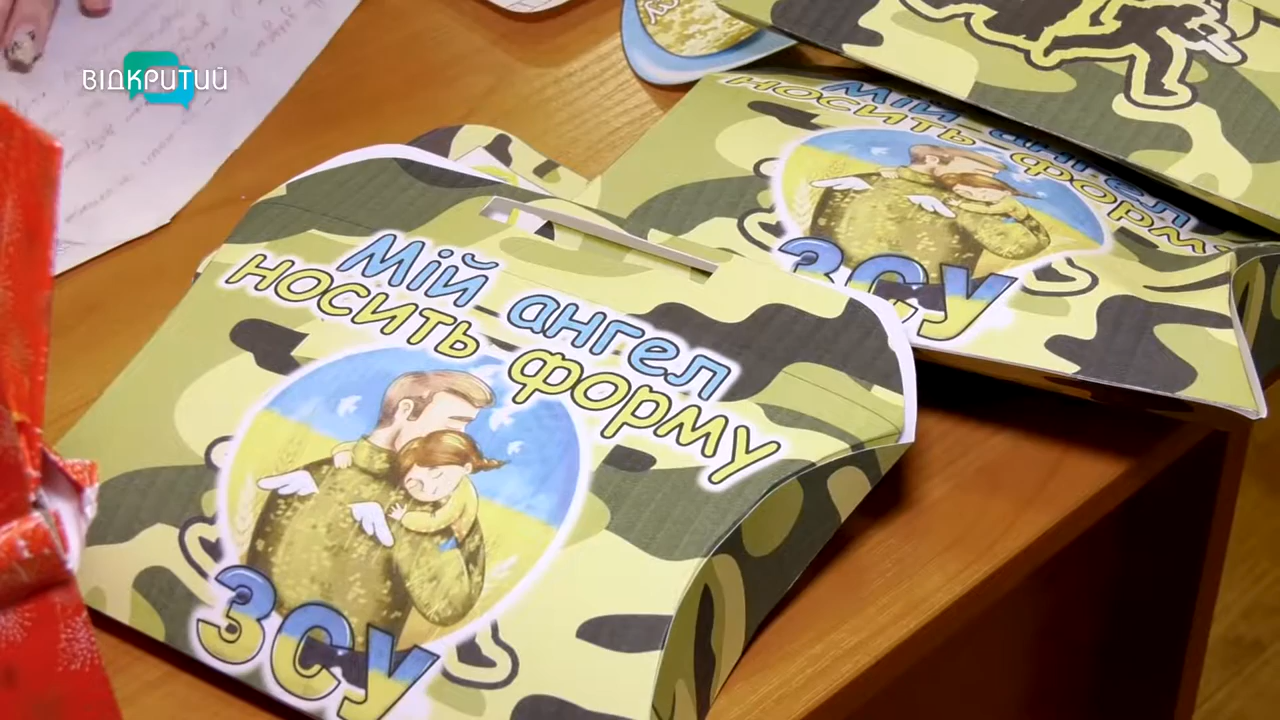 ВІДКРИТИЙ
Мій ангел
носить форму
ЗСУ
Мій ангел
носить форму
ЗСУ